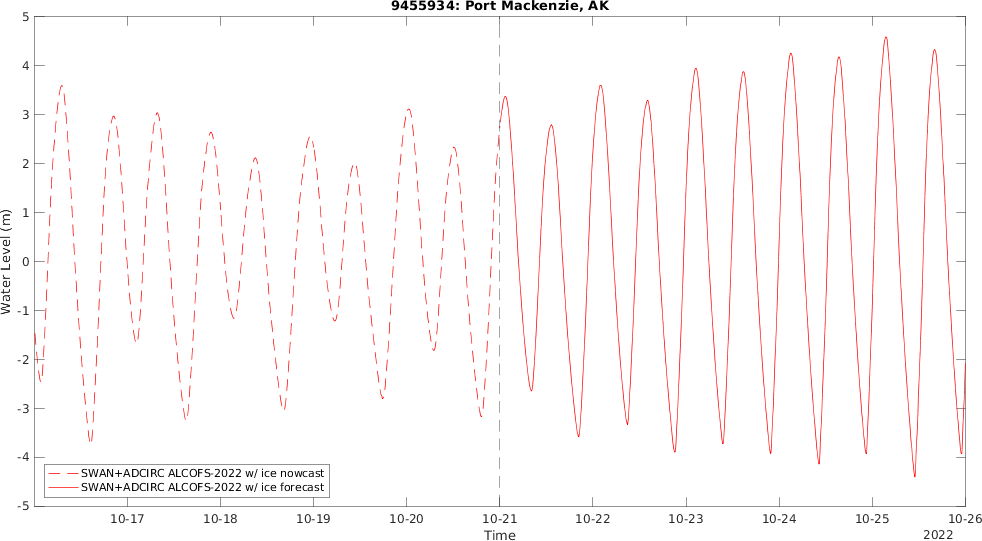 9455934: Port Mackenzie, AK
5
4
3
2
1
0
-1
-2
-3
-4
-5
Water Level (m)
SWAN+ADCIRC ALCOFS-2022 w/ ice nowcast
SWAN+ADCIRC ALCOFS-2022 w/ ice forecast
10-17 10-18 10-19 10-20 10-21 10-22 10-23 10-24 10-25 10-26
Time
2022